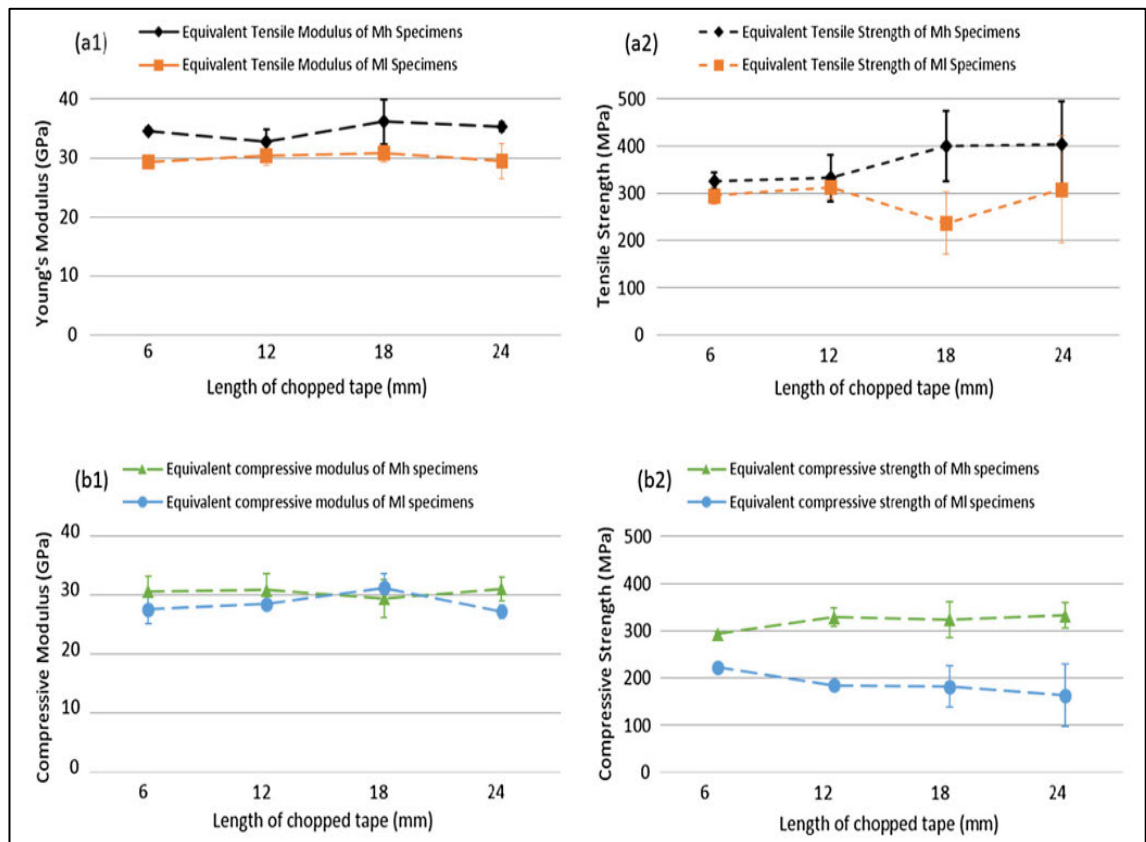 (a1)
Equivalent Tensile Modulus of Mh Specimens
Equivalent Tensile Modulus of Ml Specimens
Young's Modulus (GPa)
40
30
20
10
0
6 12 18 24
Length of chopped tape (mm)
(a2)
Equivalent Tensile Strength of Mh Specimens
Equivalent Tensile Strength of Ml Specimens
Tensile Strength (MPa)
500
400
300
200
100
0
6 12 18 24
Length of chopped tape (mm)
(b1)
Equivalent compressive modulus of Mh specimens
Equivalent compressive modulus of Ml specimens
Compressive Modulus (GPa)
40
30
20
10
0
6 12 18 24
Length of chopped tape (mm)
(b2)
Equivalent compressive strength of Mh specimens
Equivalent compressive strength of Ml specimens
Compressive Strength (MPa)
500
400
300
200
100
0
6 12 18 24
Length of chopped tape (mm)